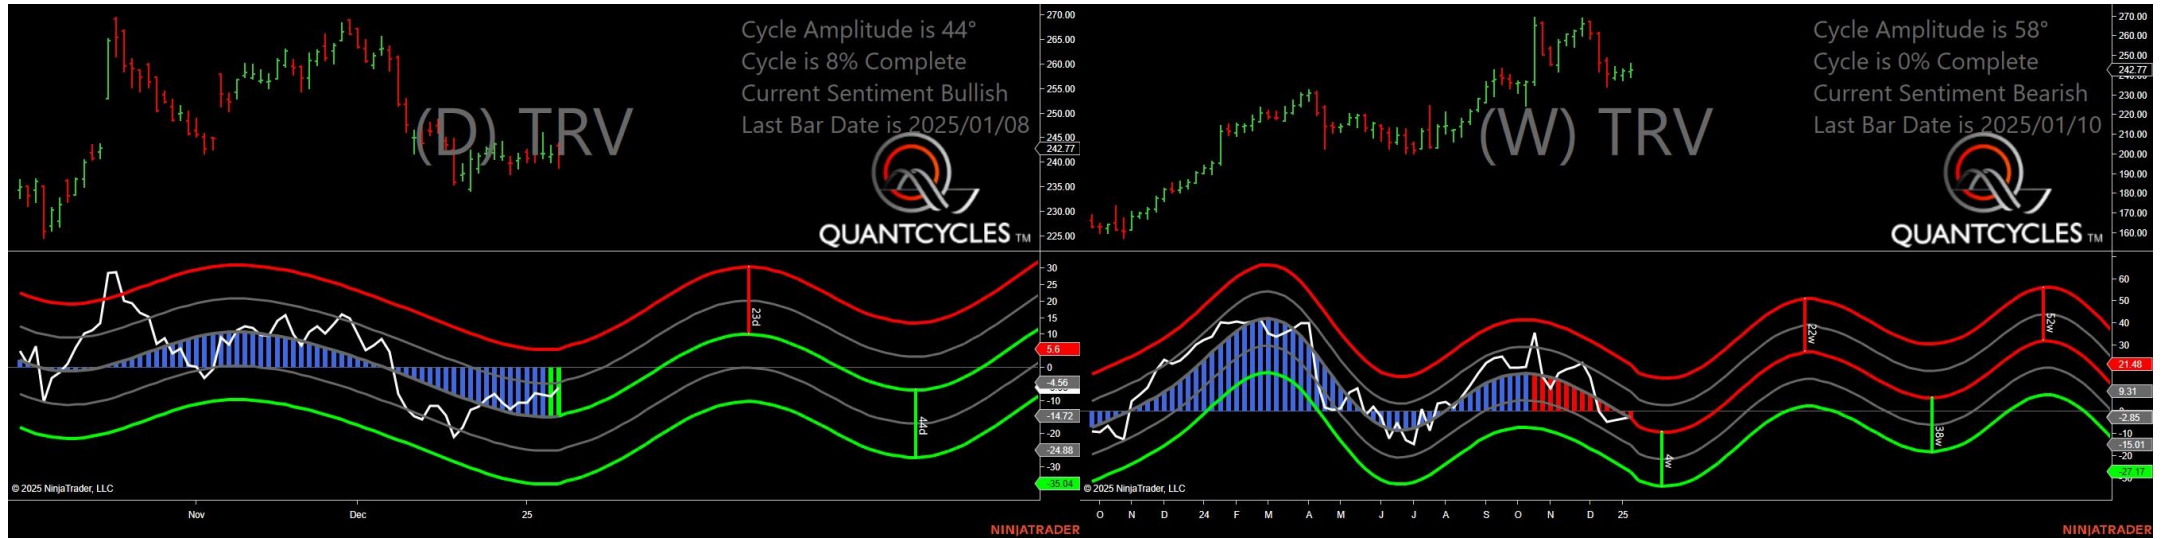 Cycle Amplitude is 44°
Cycle is 8% Complete
Current Sentiment Bullish
Last Bar Date is 2025/01/08
(D) TRV
QUANTCYCLES TM
270.00
265.00
260.00
255.00
250.00
245.00
242.77
240.00
235.00
230.00
225.00
30
25
20
15
10
5.6
0
-4.56
-10
-14.72
-20
-24.88
-30
-35.04
23d
44d
© 2025 NinjaTrader, LLC
Nov
Dec
25
NINJATRADER
Cycle Amplitude is 58°
Cycle is 0% Complete
Current Sentiment Bearish
Last Bar Date is 2025/01/10
(W) TRV
QUANTCYCLES TM
270.00
260.00
250.00
242.77
230.00
220.00
210.00
200.00
190.00
180.00
170.00
160.00
60
50
40
30
21.48
9.31
-2.85
-10
-15.01
-20
-27.17
4w
22w
38w
52w
© 2025 NinjaTrader, LLC
O N D 24 F M A M J J A S O N D 25
NINJATRADER